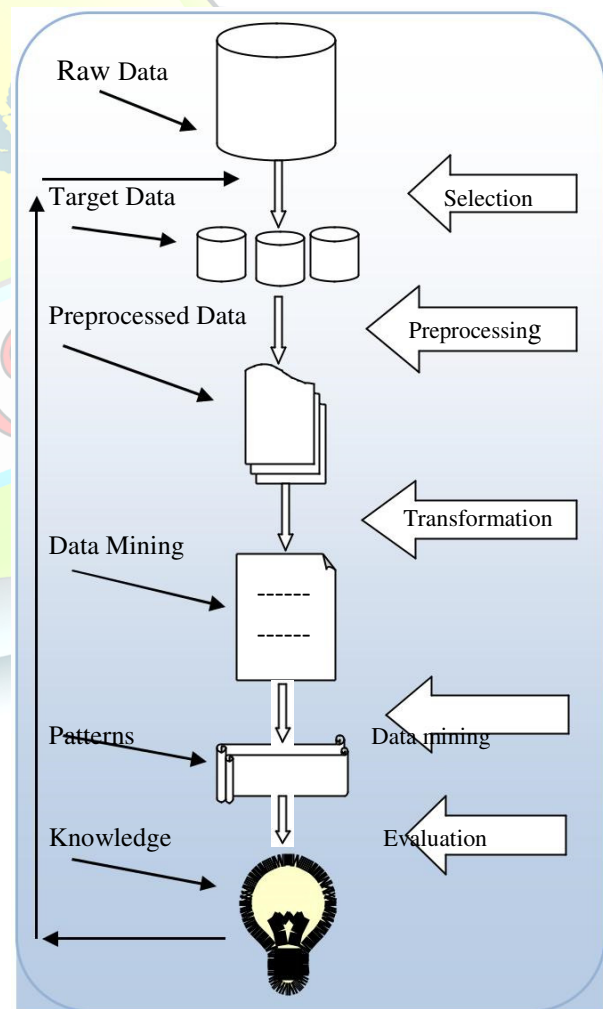 Raw Data
Target Data
Selection
Preprocessed Data
Preprocessing
Transformation
Data Mining
Patterns
Data mining
Knowledge
Evaluation